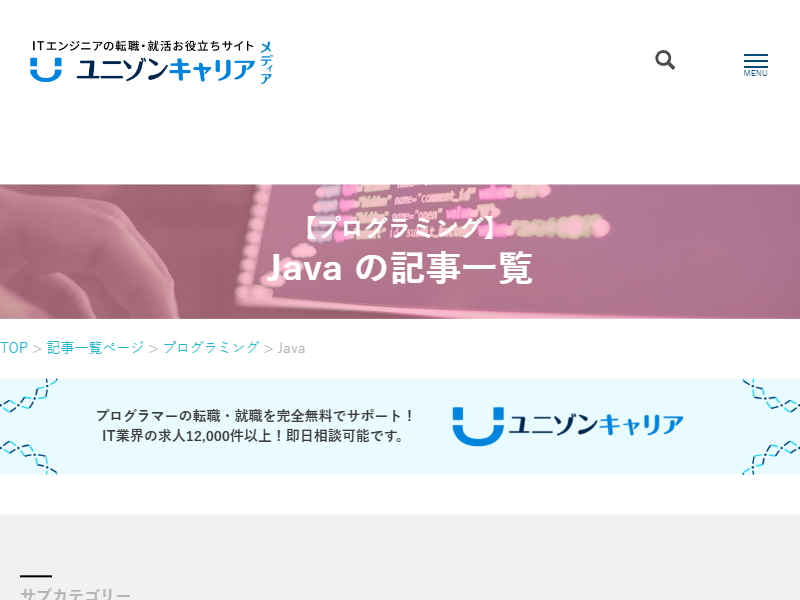 ITエンジニアの転職・就活お役立ちサイト
ユニゾンキャリア
メディア
MENU
name="comment_id"
name="open"
【プログラミング】
Java の記事一覧
TOP > 記事一覧ページ > プログラミング > Java
プログラマーの転職・就職を完全無料でサポート！
IT業界の求人12,000件以上！即日相談可能です。
ユニゾンキャリア
サブカテゴリー